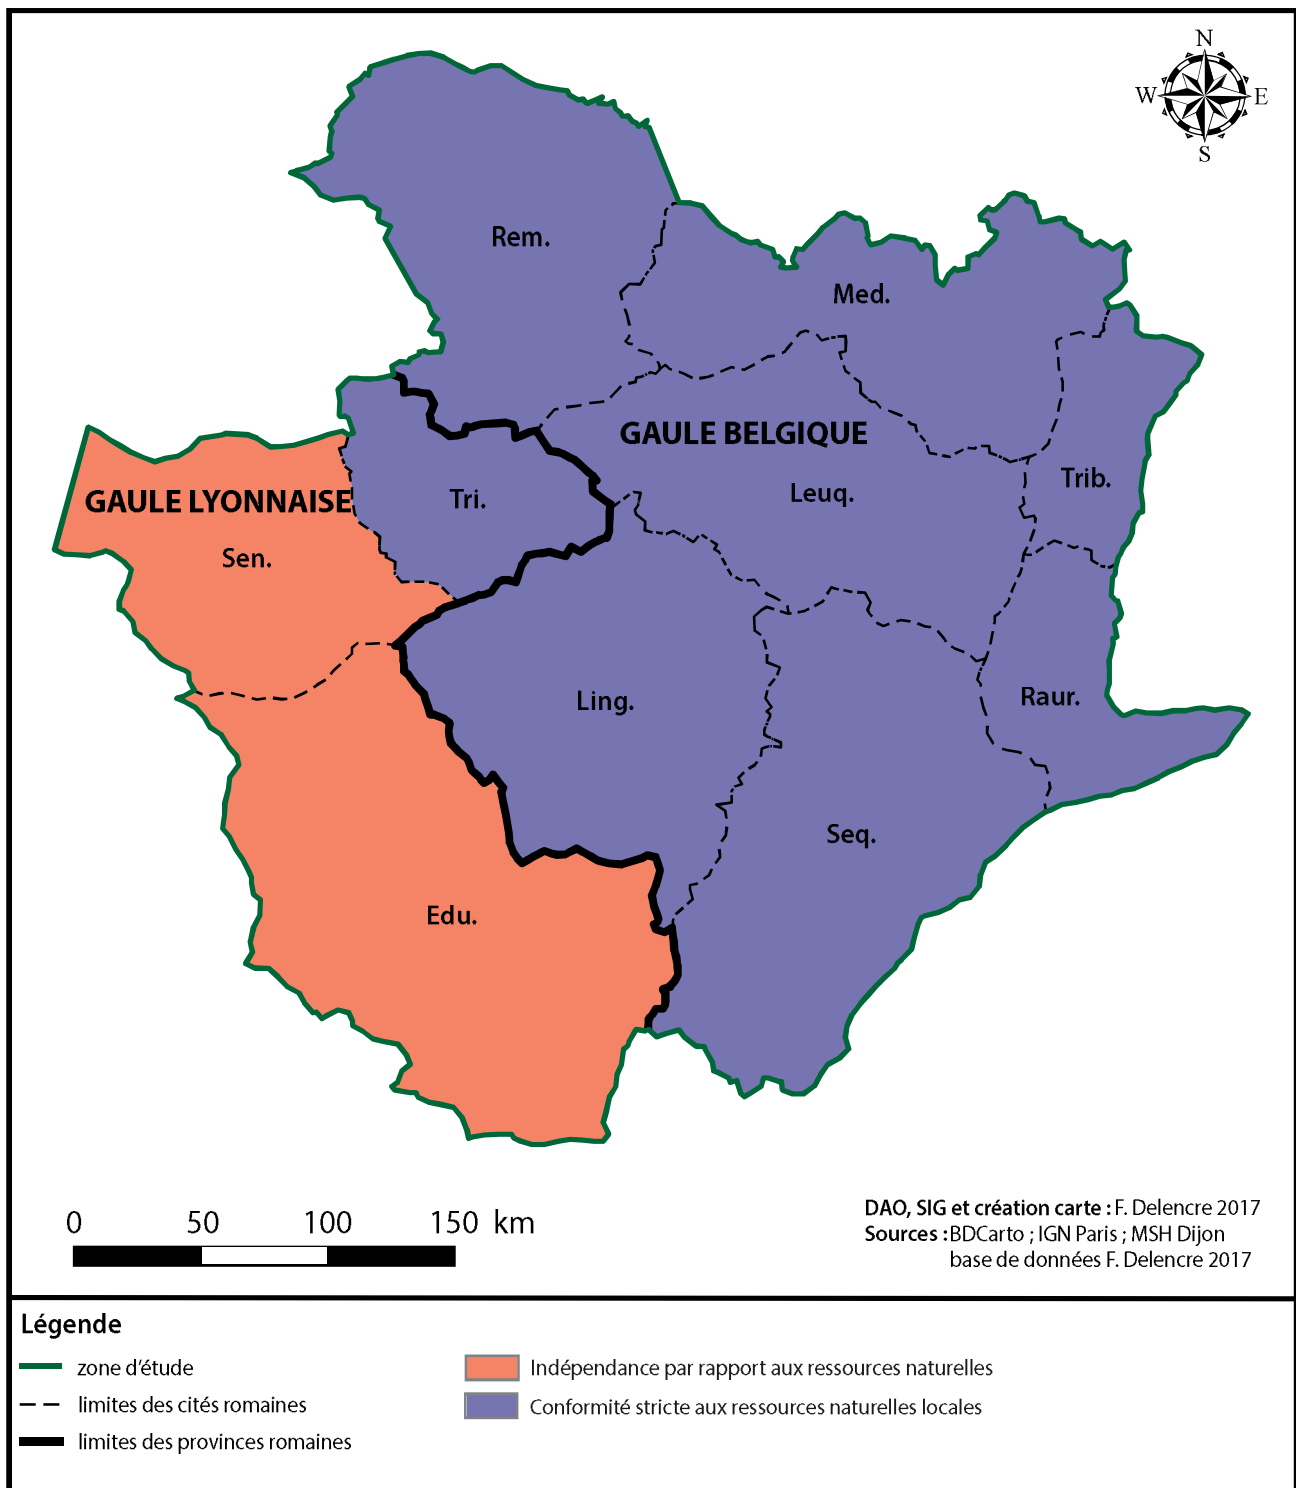 N
W E
S
Rem.
Med.
GAULE BELGIQUE
Leuq.
Trib.
GAULE LYONNAISE
Tri.
Sen.
Ling.
Raur.
Seq.
Edu.
0 50 100 150 km
DAO, SIG et création carte : F. Delencre 2017
Sources : BDCarto ; IGN Paris ; MSH Dijon
base de données F. Delencre 2017
Légende
zone d'étude
limites des cités romaines
limites des provinces romaines
Indépendance par rapport aux ressources naturelles
Conformité stricte aux ressources naturelles locales